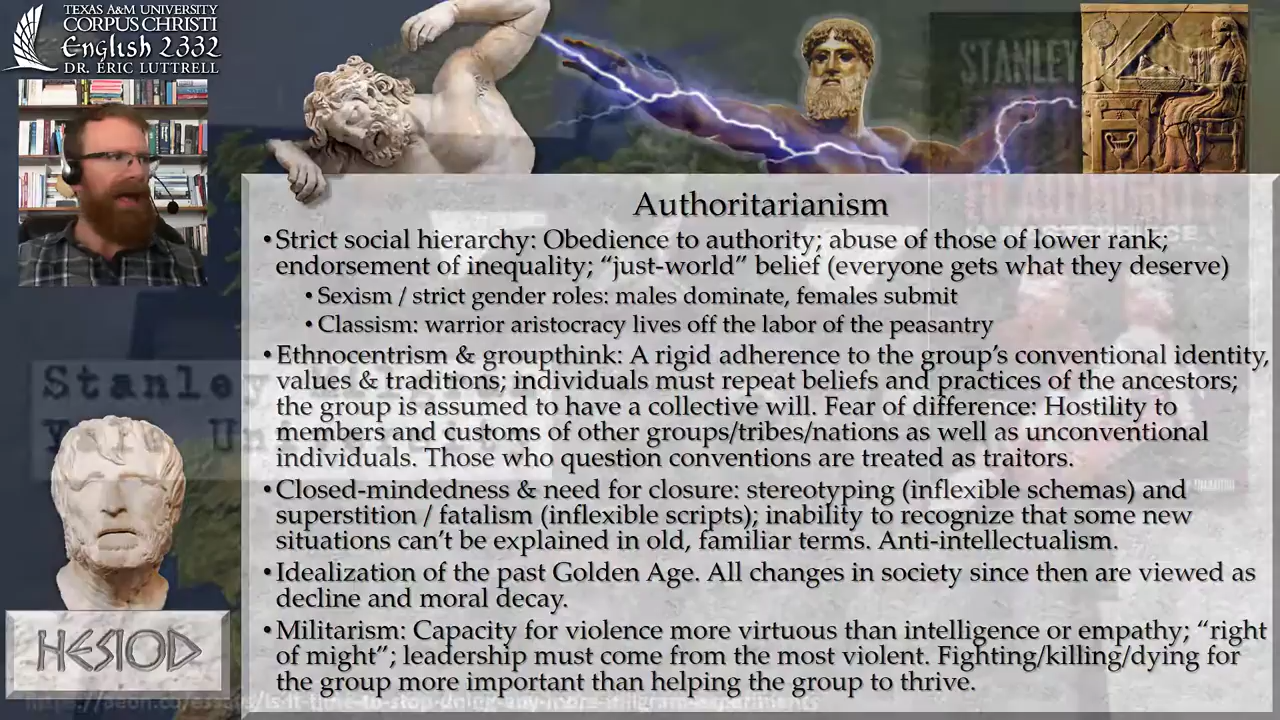 TEXAS A&M UNIVERSITY
CORPUS CHRISTI
English 2332
DR. ERIC LUTTRELL
STANLEY
Authoritarianism
•Strict social hierarchy: Obedience to authority; abuse of those of lower rank;
endorsement of inequality; “just-world” belief (everyone gets what they deserve)
•Sexism / strict gender roles: males dominate, females submit
•Classism: warrior aristocracy lives off the labor of the peasantry
•Ethnocentrism & groupthink: A rigid adherence to the group’s conventional identity,
values & traditions; individuals must repeat beliefs and practices of the ancestors;
the group is assumed to have a collective will. Fear of difference: Hostility to
members and customs of other groups/tribes/nations as well as unconventional
individuals. Those who question conventions are treated as traitors.
•Closed-mindedness & need for closure: stereotyping (inflexible schemas) and
superstition / fatalism (inflexible scripts); inability to recognize that some new
situations can’t be explained in old, familiar terms. Anti-intellectualism.
•Idealization of the past Golden Age. All changes in society since then are viewed as
decline and moral decay.
•Militarism: Capacity for violence more virtuous than intelligence or empathy; “right
of might”; leadership must come from the most violent. Fighting/killing/dying for
the group more important than helping the group to thrive.
Stanley
HESIOD